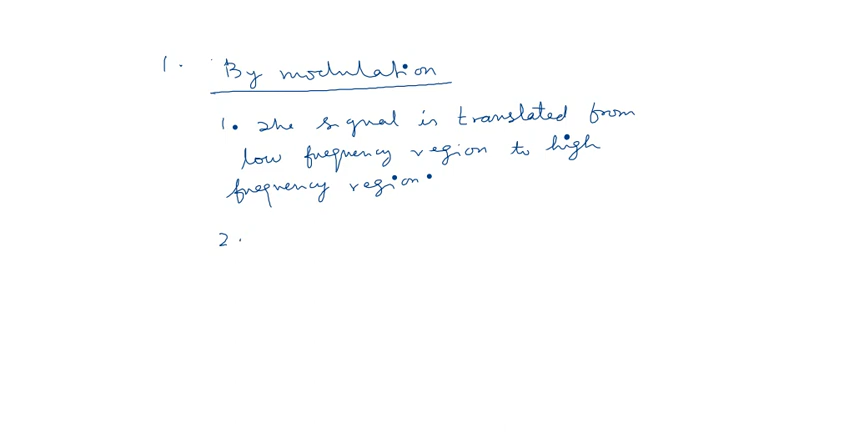 1. By modulation
1. The signal is translated from
low frequency region to high
frequency region.
2.